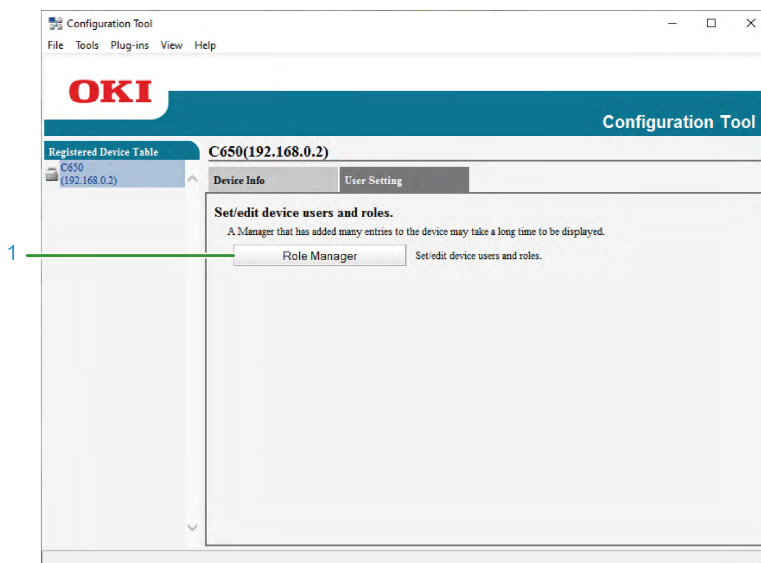 Configuration Tool
File Tools Plug-ins View Help
OKI
Configuration Tool
Registered Device Table
C650
(192.168.0.2)
C650(192.168.0.2)
Device Info User Setting
Set/edit device users and roles.
A Manager that has added many entries to the device may take a long time to be displayed.
1
Role Manager Set/edit device users and roles.